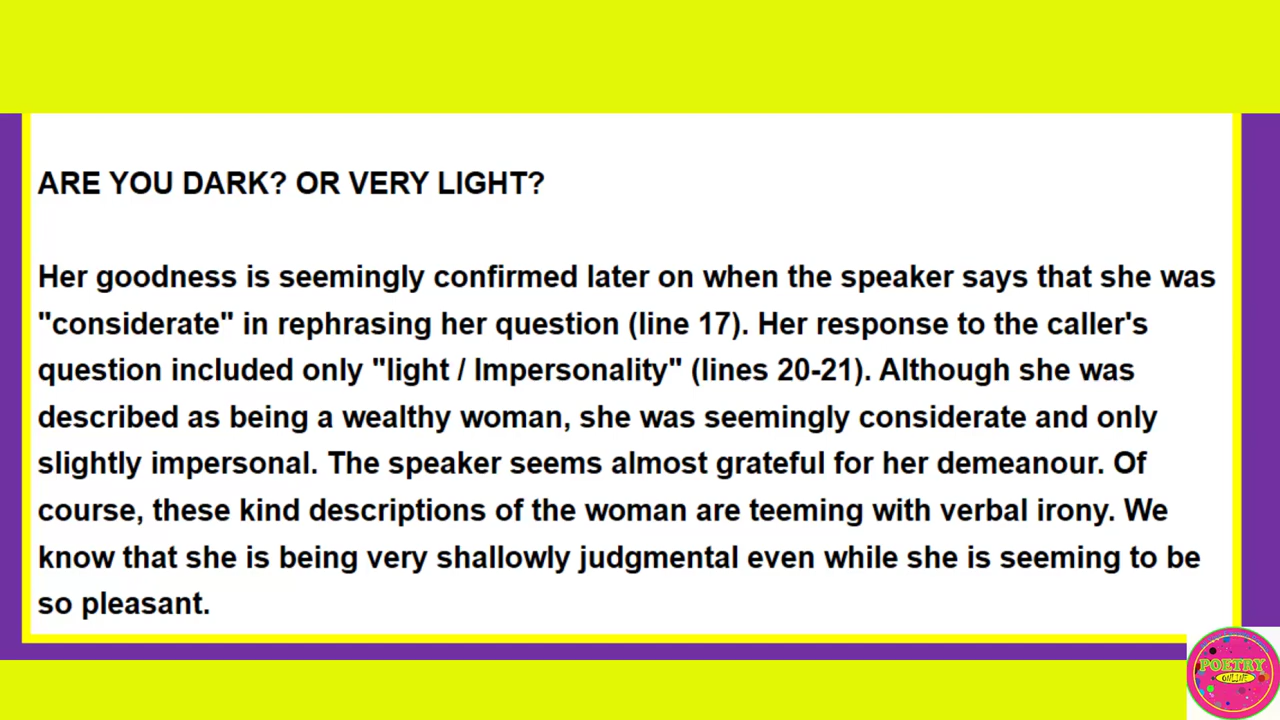 ARE YOU DARK? OR VERY LIGHT?
Her goodness is seemingly confirmed later on when the speaker says that she was
"considerate" in rephrasing her question (line 17). Her response to the caller's
question included only "light / Impersonality" (lines 20-21). Although she was
described as being a wealthy woman, she was seemingly considerate and only
slightly impersonal. The speaker seems almost grateful for her demeanour. Of
course, these kind descriptions of the woman are teeming with verbal irony. We
know that she is being very shallowly judgmental even while she is seeming to be
so pleasant.
POETRY
ONLINE